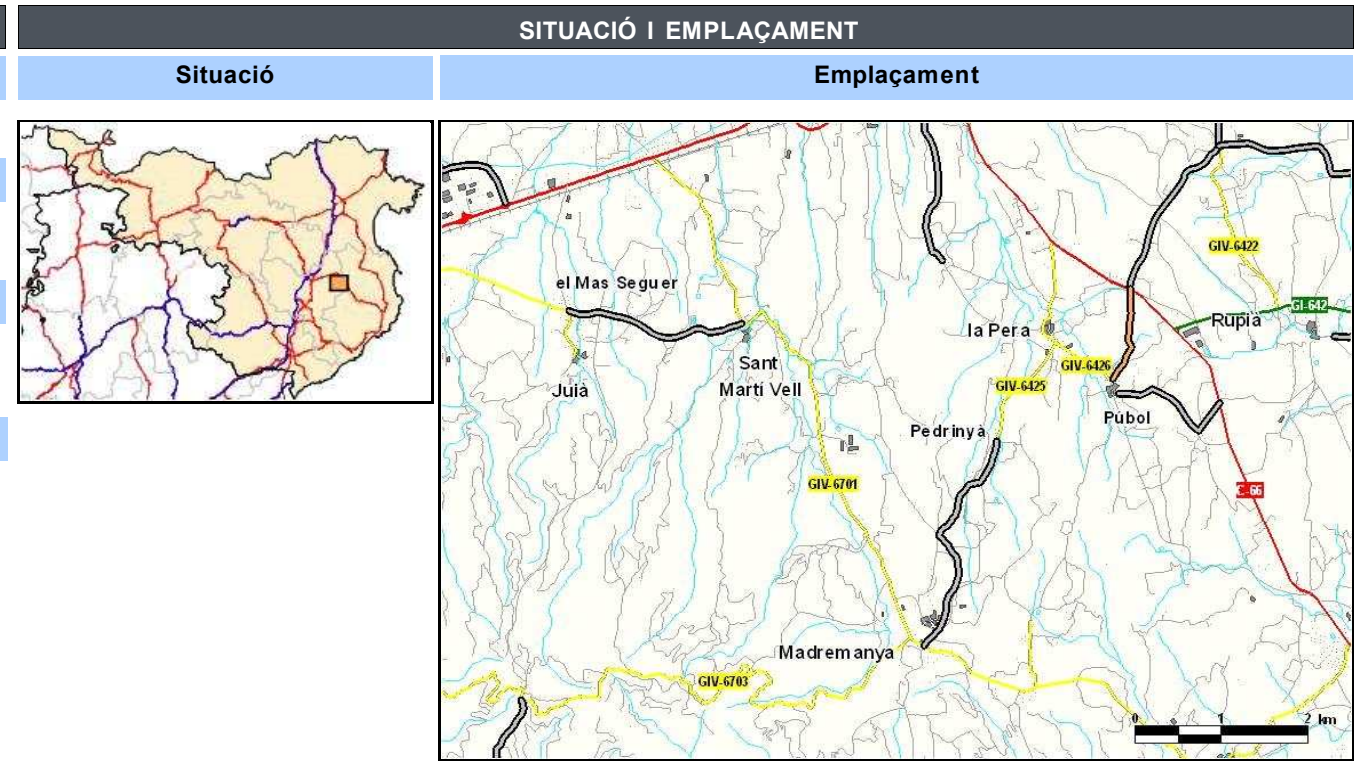 SITUACIÓ I EMPLAÇAMENT
Situació
Emplaçament
GIV-6422
el Mas Seguer
GI-642
Rupià
la Pera
Sant
Martí Vell
GIV-6426
Juià
GIV-6425
Púbol
Pedrinyà
GIV-6701
C-66
Madremanya
GIV-6703
0 1 2 km